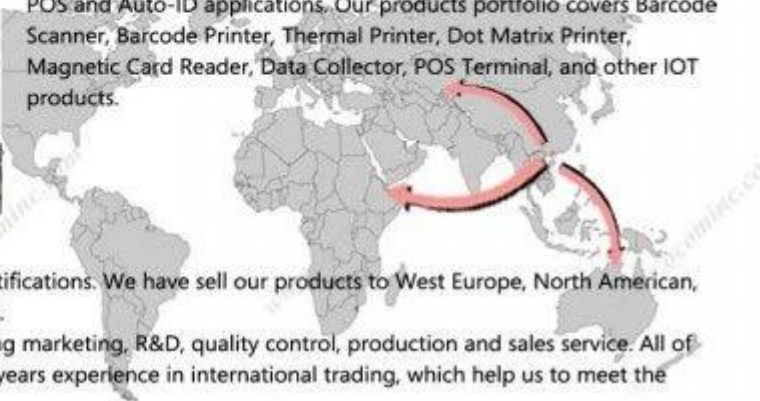 POS and Auto-ID applications. Our products portfolio covers Barcode
Scanner, Barcode Printer, Thermal Printer, Dot Matrix Printer,
Magnetic Card Reader, Data Collector, POS Terminal, and other IOT
products.
tifications. We have sell our products to West Europe, North American,
.
ng marketing, R&D, quality control, production and sales service. All of
years experience in international trading, which help us to meet the